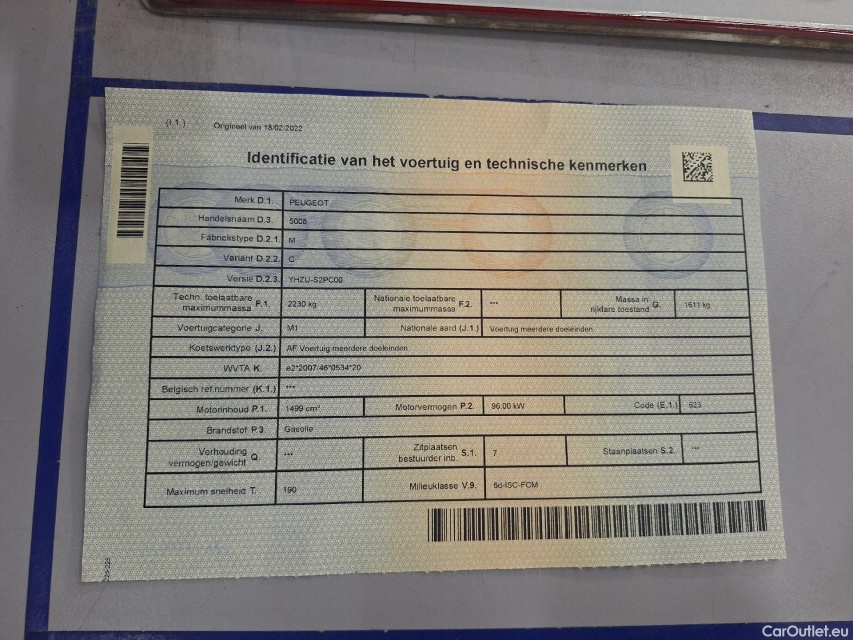 (I.1.) Origineel van 18/02/2022
Identificatie van het voertuig en technische kenmerken
Merk D.1. PEUGEOT
Handelsnaam D.3. 5008
Fabriekstype D.2.1. M
Variant D.2.2. C
Versie D.2.3. YHZU-S2PC00
Techn. toelaatbare maximummassa F.1. 2230 kg Nationale toelaatbare maximummassa F.2. --- Massa in rijklare toestand G. 1611 kg
Voertuigcategorie J. M1 Nationale aard (J.1.) Voertuig meerdere doeleinden
Koetswerktype (J.2.) AF Voertuig meerdere doeleinden
WVTA K. e2*2007/46*0534*20
Belgisch ref.nummer (K.1.) ---
Motorinhoud P.1. 1499 cm³ Motorvermogen P.2. 96.00 kW Code (E.1.) 623
Brandstof P.3. Gasolie
Verhouding vermogen/gewicht Q. --- Zitplaatsen bestuurder inb. S.1. 7 Staanplaatsen S.2. ---
Maximum snelheid T. 190 Milieuklasse V.9. 6d-ISC-FCM
CarOutlet.eu